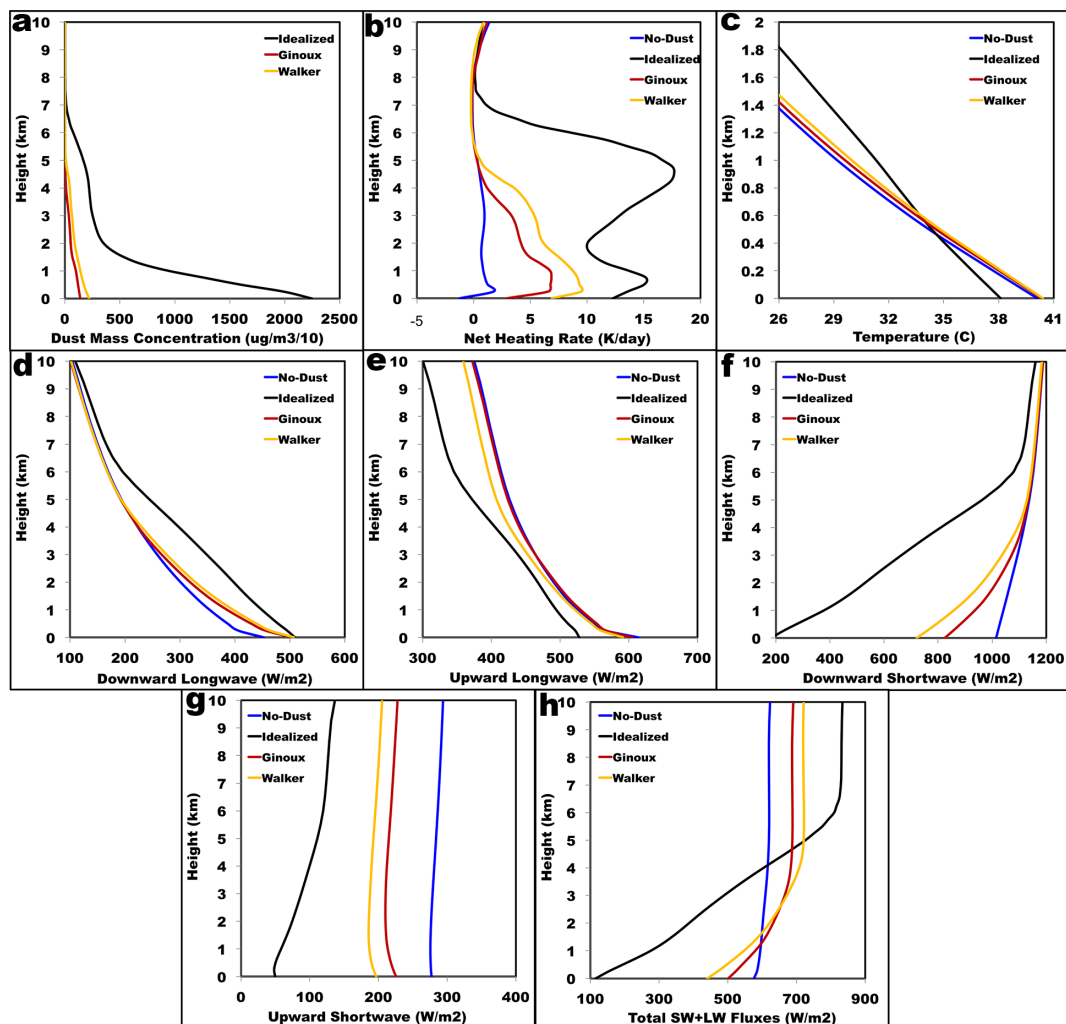 a
10
9
8
7
6
5
4
3
2
1
0
Height (km)
Idealized
Ginoux
Walker
0 500 1000 1500 2000 2500
Dust Mass Concentration (ug/m3/10)
b
10
9
8
7
6
5
4
3
2
1
0
Height (km)
No-Dust
Idealized
Ginoux
Walker
-5 0 5 10 15 20
Net Heating Rate (K/day)
c
2
1.8
1.6
1.4
1.2
1
0.8
0.6
0.4
0.2
0
Height (km)
No-Dust
Idealized
Ginoux
Walker
26 29 32 35 38 41
Temperature (C)
d
10
9
8
7
6
5
4
3
2
1
0
Height (km)
No-Dust
Idealized
Ginoux
Walker
100 200 300 400 500 600
Downward Longwave (W/m2)
e
10
9
8
7
6
5
4
3
2
1
0
Height (km)
No-Dust
Idealized
Ginoux
Walker
300 400 500 600 700
Upward Longwave (W/m2)
f
10
9
8
7
6
5
4
3
2
1
0
Height (km)
No-Dust
Idealized
Ginoux
Walker
200 400 600 800 1000 1200
Downward Shortwave (W/m2)
g
10
9
8
7
6
5
4
3
2
1
0
Height (km)
No-Dust
Idealized
Ginoux
Walker
0 100 200 300 400
Upward Shortwave (W/m2)
h
10
9
8
7
6
5
4
3
2
1
0
Height (km)
No-Dust
Idealized
Ginoux
Walker
100 300 500 700 900
Total SW+LW Fluxes (W/m2)